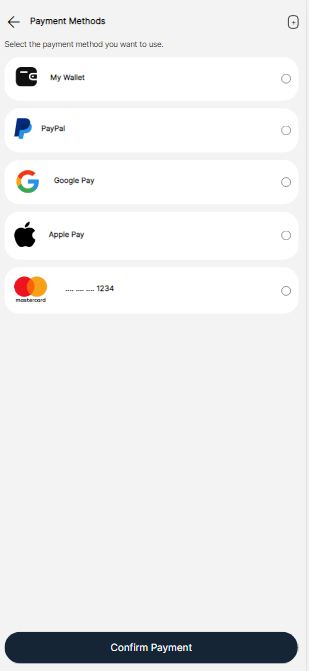 Payment Methods
Select the payment method you want to use.
My Wallet
PayPal
Google Pay
Apple Pay
mastercard
.... .... .... 1234
Confirm Payment